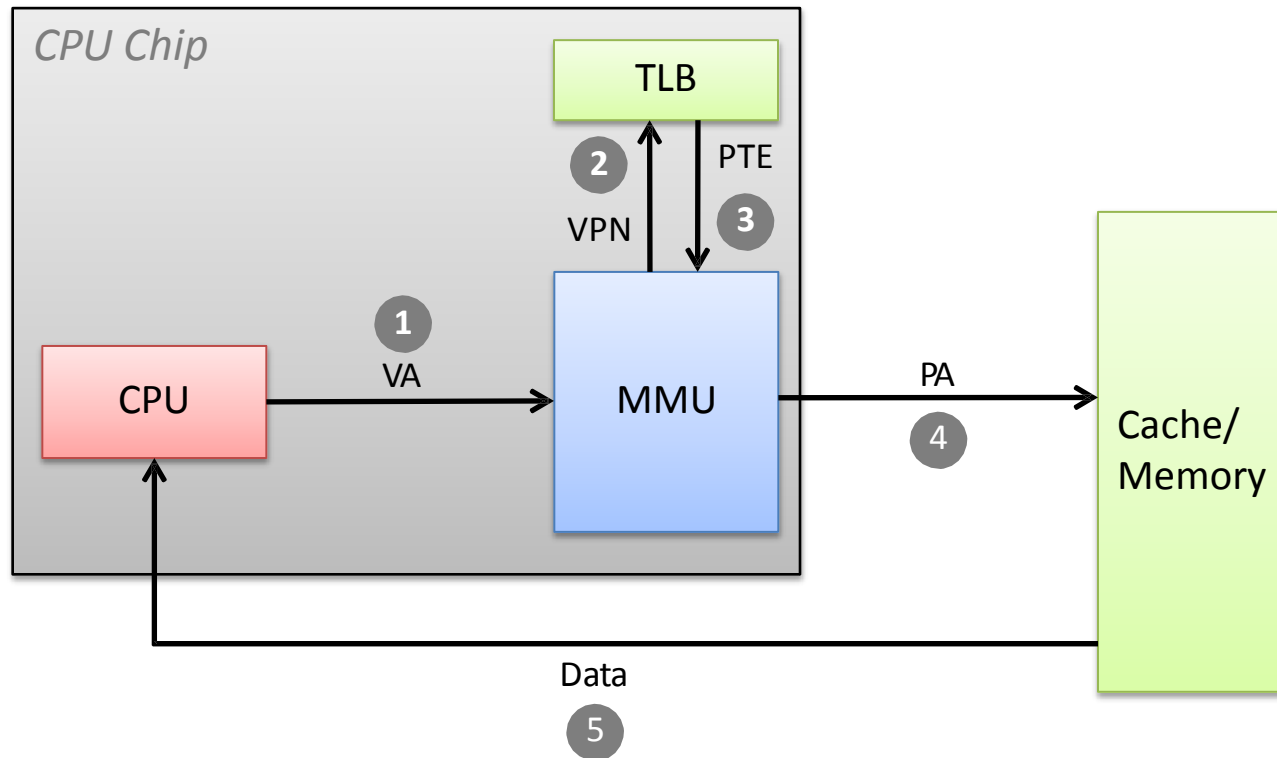 CPU Chip
TLB
2
PTE
VPN
3
1
VA
CPU
MMU
PA
4
Cache/
Memory
Data
5